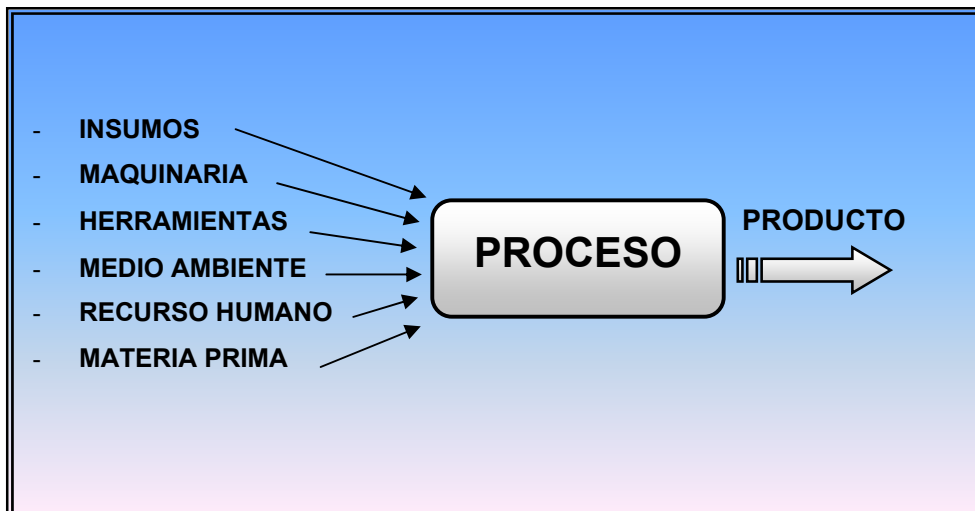 - INSUMOS
- MAQUINARIA
- HERRAMIENTAS
- MEDIO AMBIENTE
- RECURSO HUMANO
- MATERIA PRIMA
PROCESO
PRODUCTO